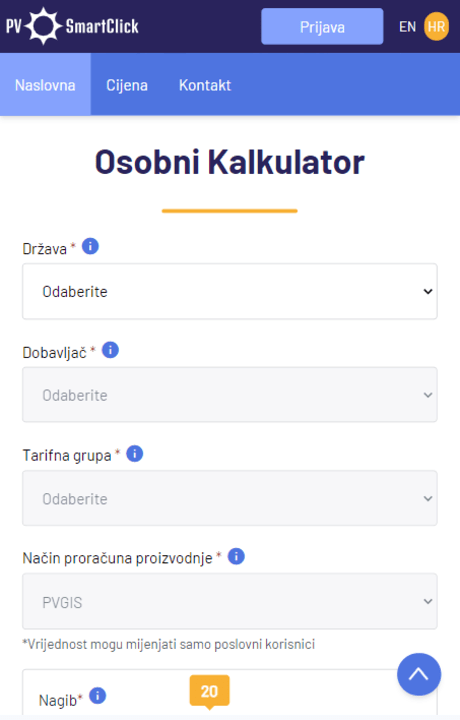 PV SmartClick
Prijava
EN HR
Naslovna Cijena Kontakt
Osobni Kalkulator
Država *
Odaberite
Dobavljač *
Odaberite
Tarifna grupa *
Odaberite
Način proračuna proizvodnje *
PVGIS
*Vrijednost mogu mijenjati samo poslovni korisnici
Nagib*
20